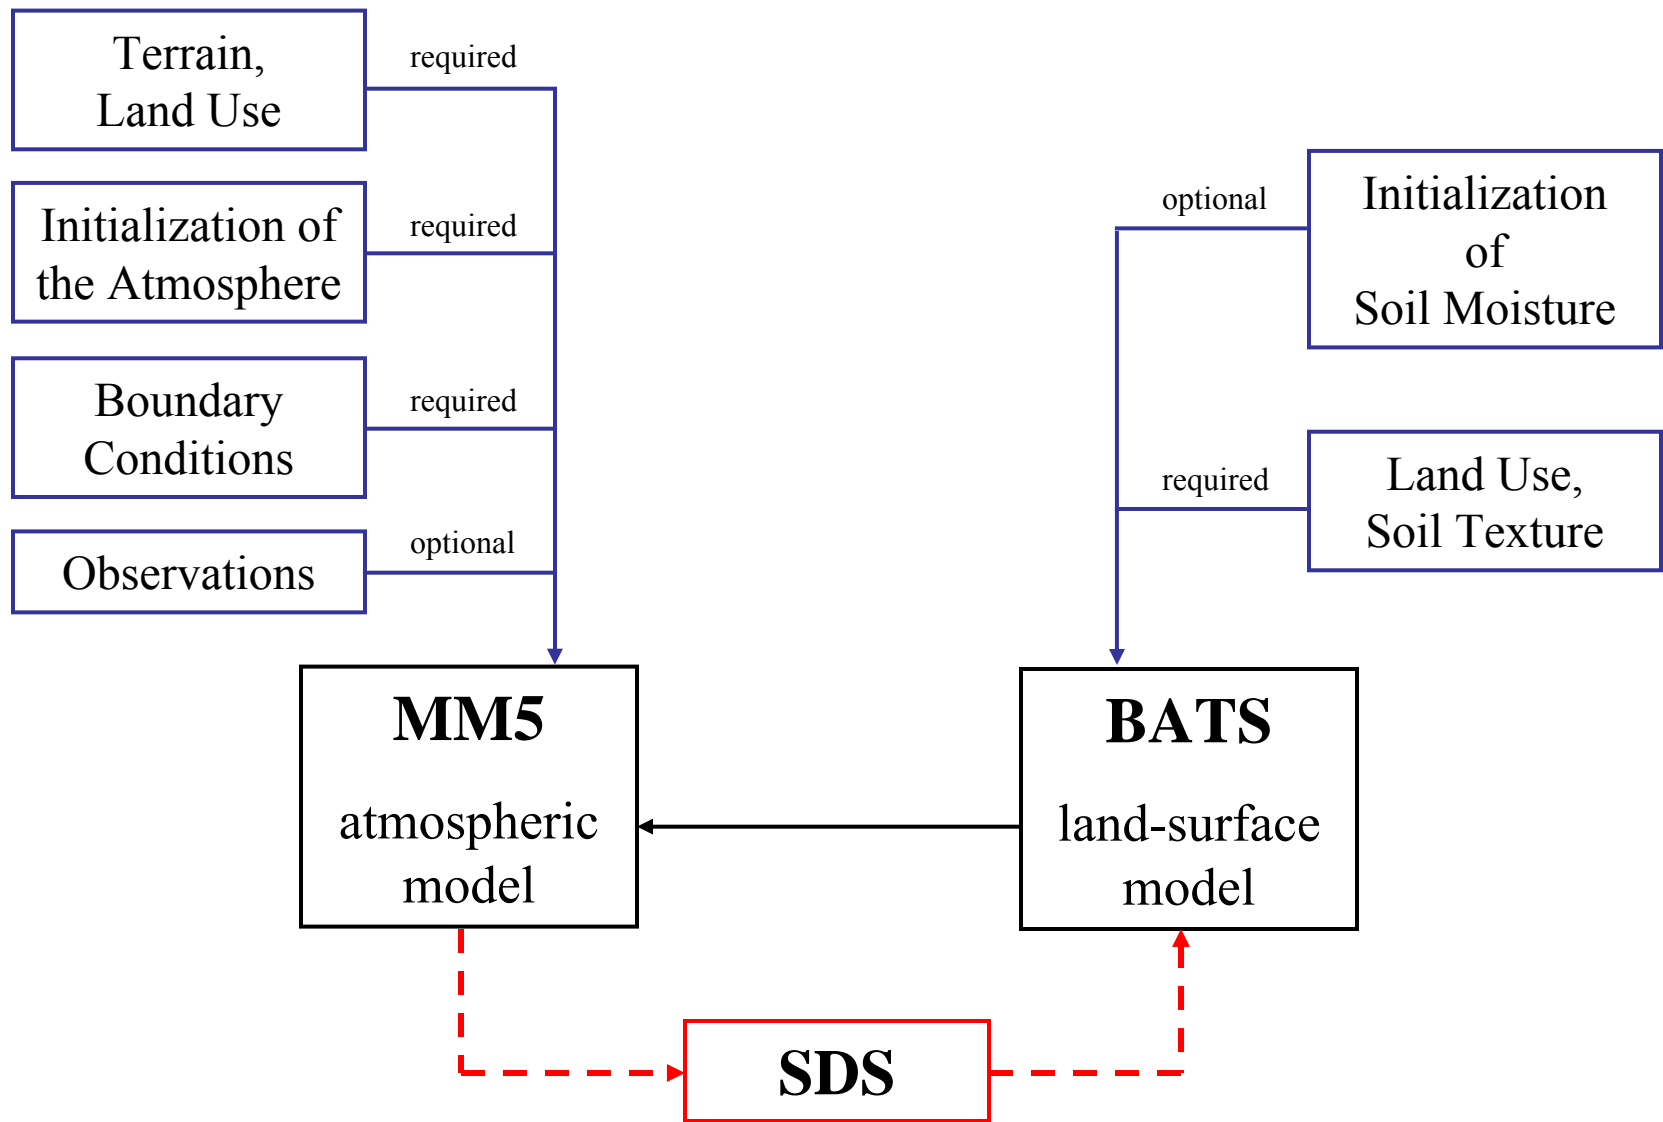 Terrain,
Land Use
required
Initialization of
the Atmosphere
required
Boundary
Conditions
required
Observations
optional
optional
Initialization
of
Soil Moisture
required
Land Use,
Soil Texture
MM5
atmospheric
model
BATS
land-surface
model
SDS